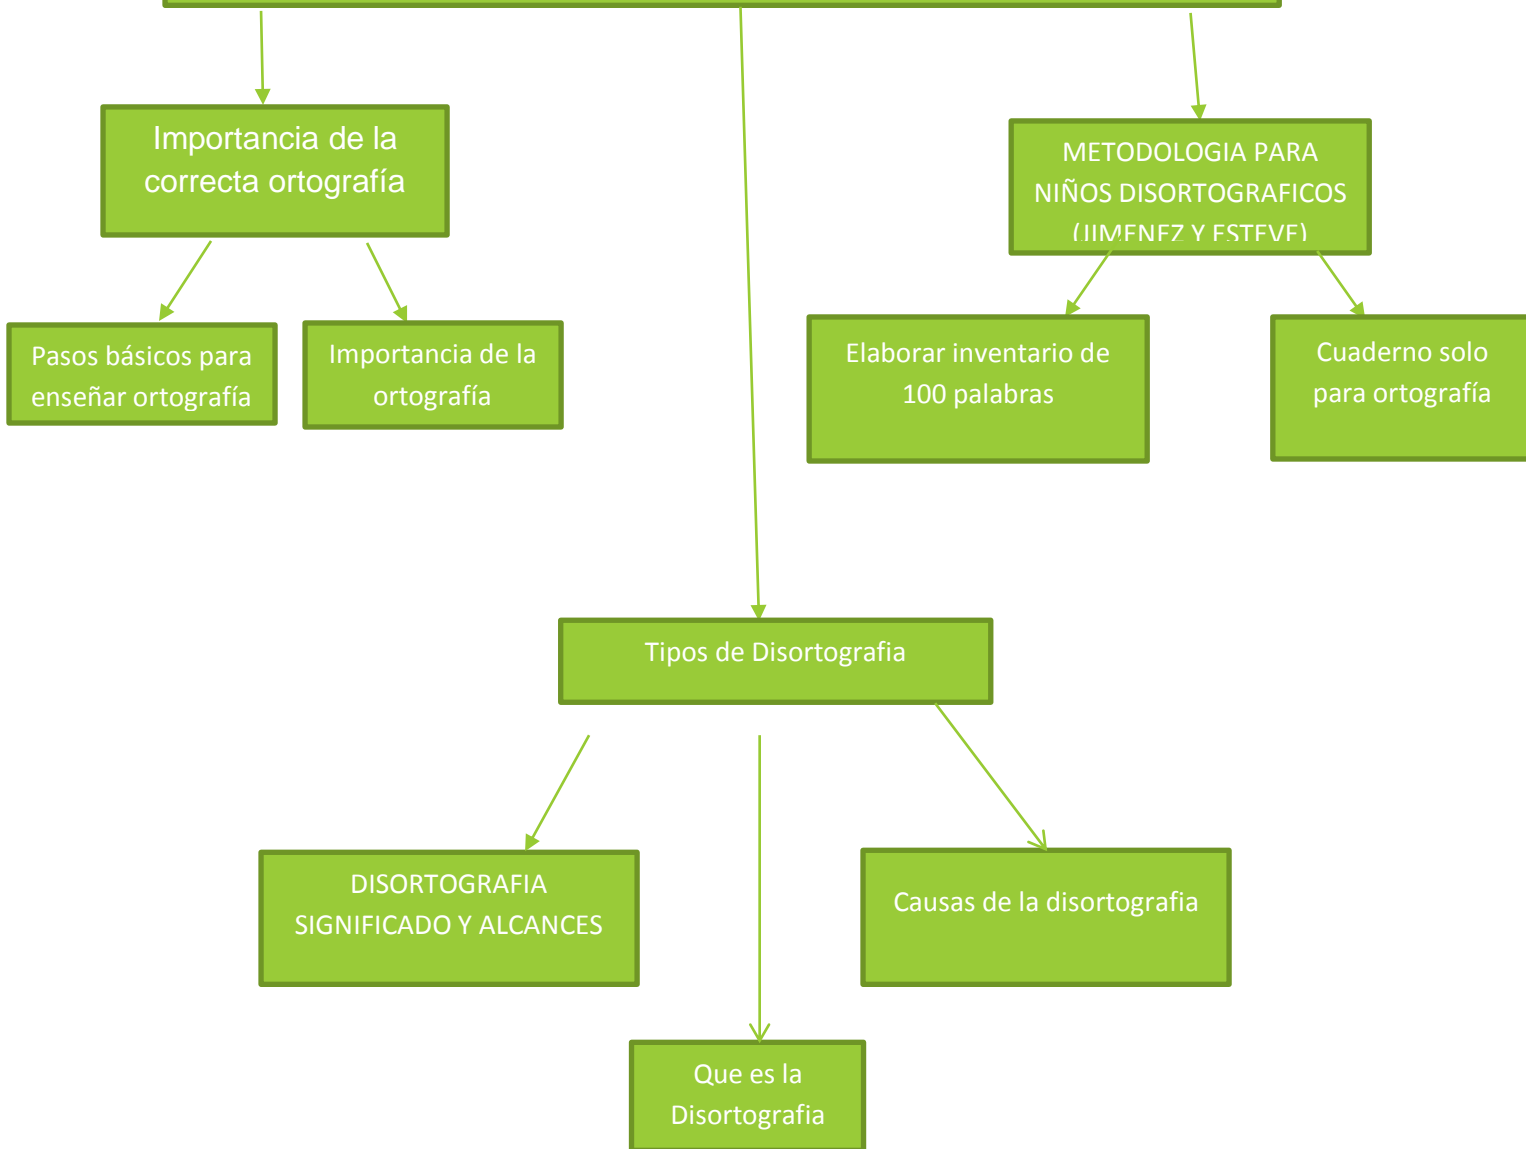 Importancia de la
correcta ortografía
METODOLOGIA PARA
NIÑOS DISORTOGRAFICOS
(JIMENEZ Y ESTEVE)
Pasos básicos para
enseñar ortografía
Importancia de la
ortografía
Elaborar inventario de
100 palabras
Cuaderno solo
para ortografía
Tipos de Disortografia
DISORTOGRAFIA
SIGNIFICADO Y ALCANCES
Causas de la disortografia
Que es la
Disortografia